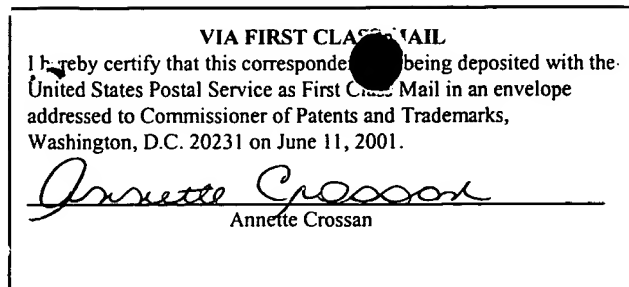 VIA FIRST CLASS MAIL
I hereby certify that this corresponden being deposited with the
United States Postal Service as First Class Mail in an envelope
addressed to Commissioner of Patents and Trademarks,
Washington, D.C. 20231 on June 11, 2001.
Annette Crossan
Annette Crossan